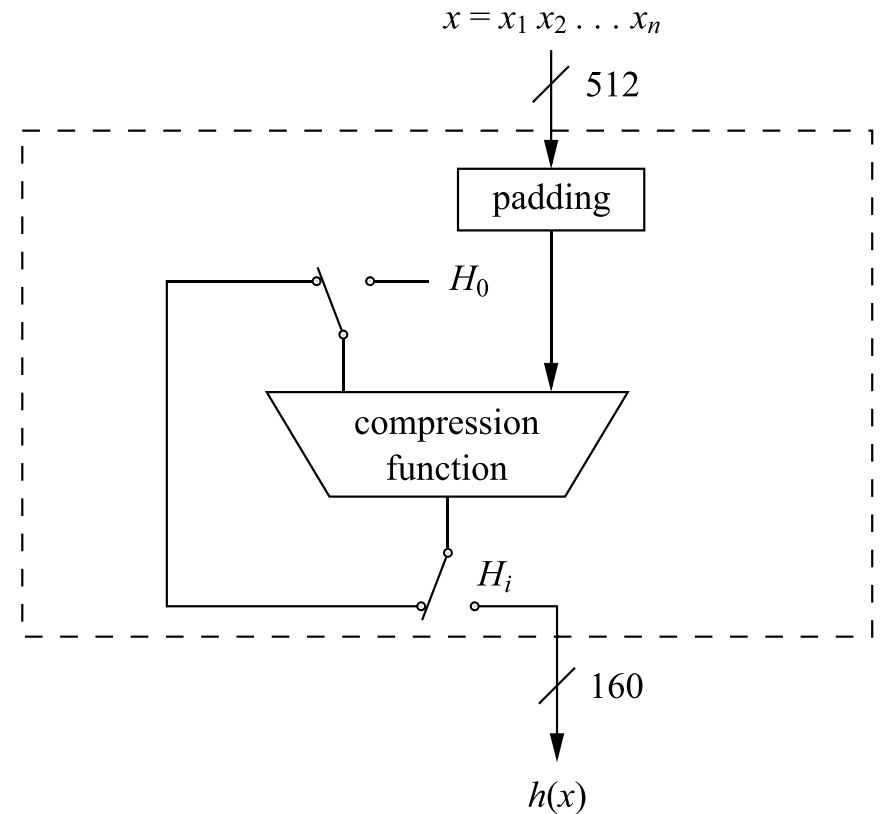 x = x₁ x₂ . . . xₙ
512
padding
H₀
compression
function
Hᵢ
160
h(x)